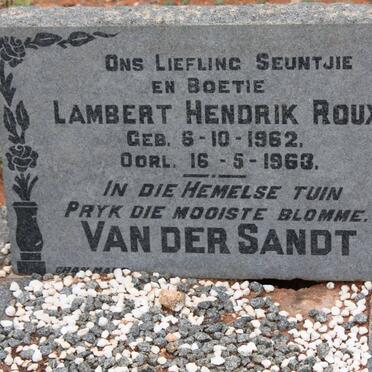 Ons Liefling Seuntjie
en Boetie
Lambert Hendrik Roux
Geb. 6-10-1962.
Oorl. 16-5-1963.
In die Hemelse tuin
Pryk die mooiste blomme.
Van der Sandt